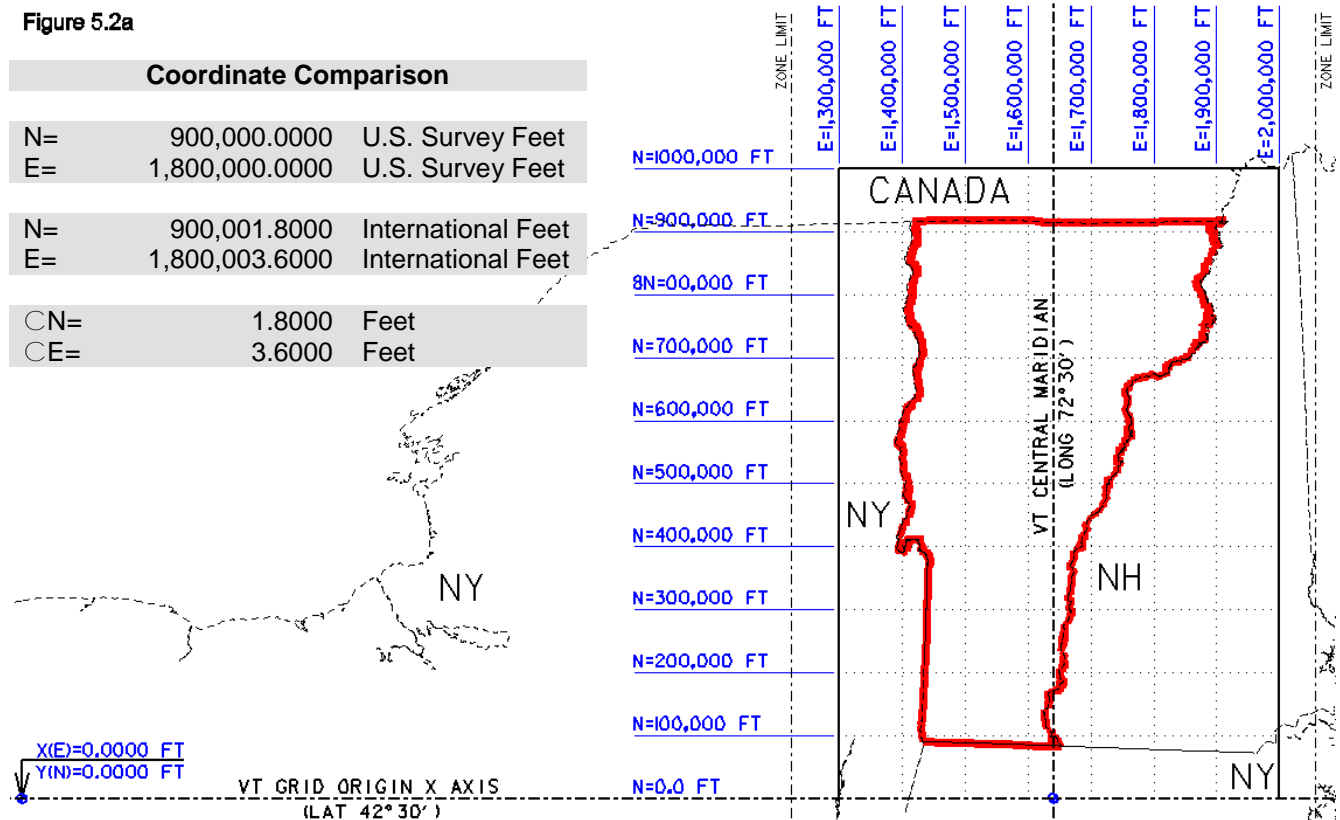 Figure 5.2a
Coordinate Comparison
N= 900,000.0000 U.S. Survey Feet
E= 1,800,000.0000 U.S. Survey Feet
N= 900,001.8000 International Feet
E= 1,800,003.6000 International Feet
CN= 1.8000 Feet
CE= 3.6000 Feet
ZONE LIMIT
E=1,300,000 FT
E=1,400,000 FT
E=1,500,000 FT
E=1,600,000 FT
E=1,700,000 FT
E=1,800,000 FT
E=1,900,000 FT
E=2,000,000 FT
ZONE LIMIT
N=1000,000 FT
CANADA
N=900,000 FT
8N=00,000 FT
N=700,000 FT
N=600,000 FT
N=500,000 FT
N=400,000 FT
N=300,000 FT
N=200,000 FT
N=100,000 FT
N=0.0 FT
VT CENTRAL MARIDIAN
(LONG 72°30')
NY
NH
NY
NY
X(E)=0.0000 FT
Y(N)=0.0000 FT
VT GRID ORIGIN X AXIS
(LAT 42°30')